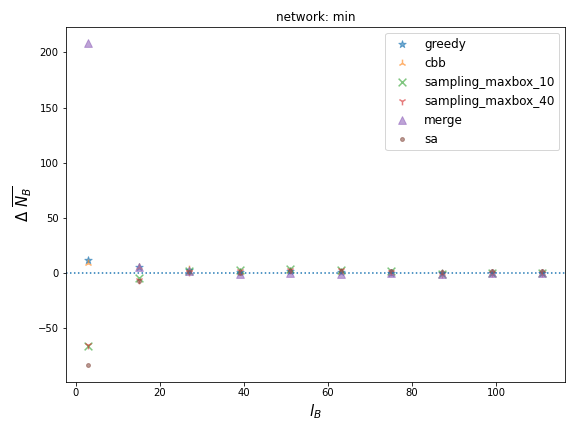 network: min
200
150
100
50
0
−50
Δ N_B
greedy
cbb
sampling_maxbox_10
sampling_maxbox_40
merge
sa
0 20 40 60 80 100
l_B